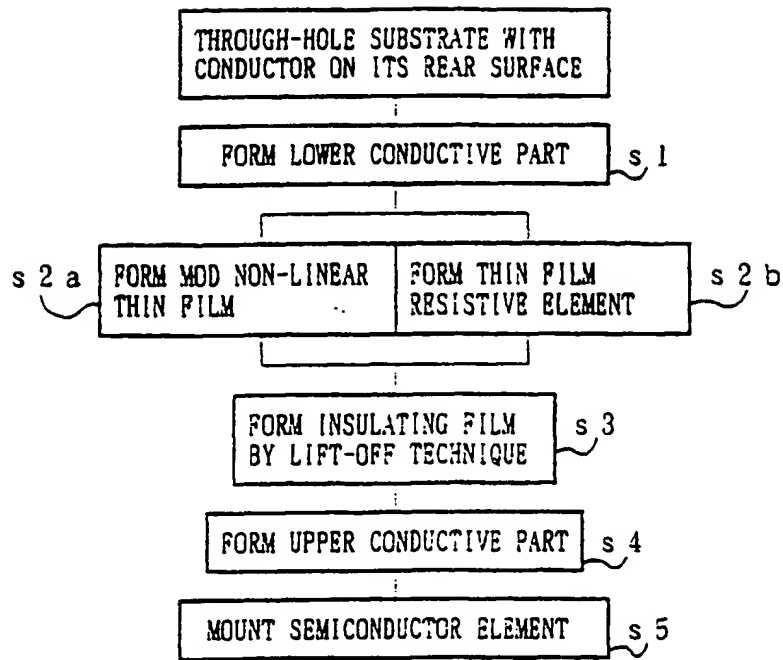 THROUGH-HOLE SUBSTRATE WITH
CONDUCTOR ON ITS REAR SURFACE
FORM LOWER CONDUCTIVE PART
s 1
s 2 a
FORM MOD NON-LINEAR
THIN FILM
FORM THIN FILM
RESISTIVE ELEMENT
s 2 b
FORM INSULATING FILM
BY LIFT-OFF TECHNIQUE
s 3
FORM UPPER CONDUCTIVE PART
s 4
MOUNT SEMICONDUCTOR ELEMENT
s 5